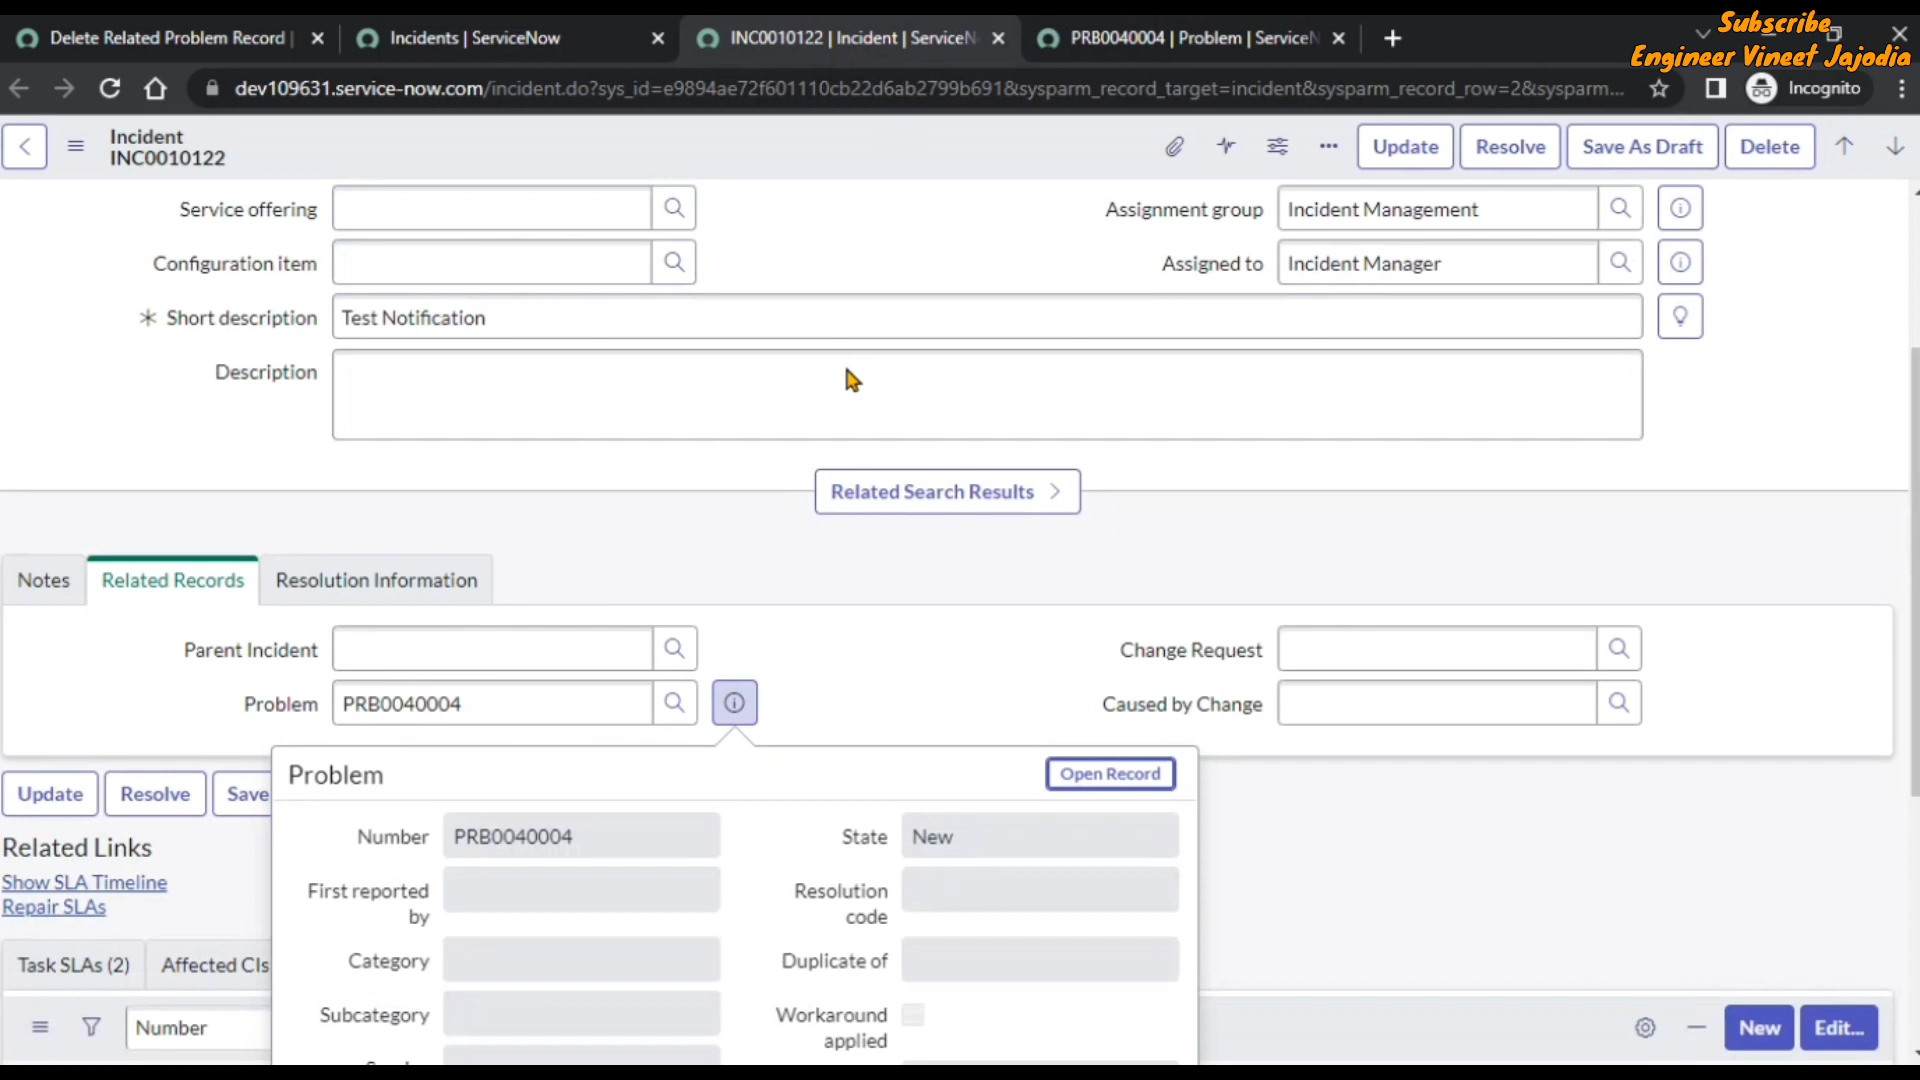 Delete Related Problem Record |
Incidents | ServiceNow
INC0010122 | Incident | ServiceN
PRB0040004 | Problem | ServiceN
Subscribe
Engineer Vineet Jajodia
dev109631.service-now.com/incident.do?sys_id=e9894ae72f601110cb22d6ab2799b691&sysparm_record_target=incident&sysparm_record_row=2&sysparm...
Incognito
Incident
INC0010122
Update
Resolve
Save As Draft
Delete
Service offering
Assignment group
Incident Management
Configuration item
Assigned to
Incident Manager
Short description
Test Notification
Description
Related Search Results
Notes
Related Records
Resolution Information
Parent Incident
Change Request
Problem
PRB0040004
Caused by Change
Update
Resolve
Save
Problem
Open Record
Number
PRB0040004
State
New
First reported
by
Resolution
code
Category
Duplicate of
Subcategory
Workaround
applied
Related Links
Show SLA Timeline
Repair SLAs
Task SLAs (2)
Affected CIs
Number
New
Edit...